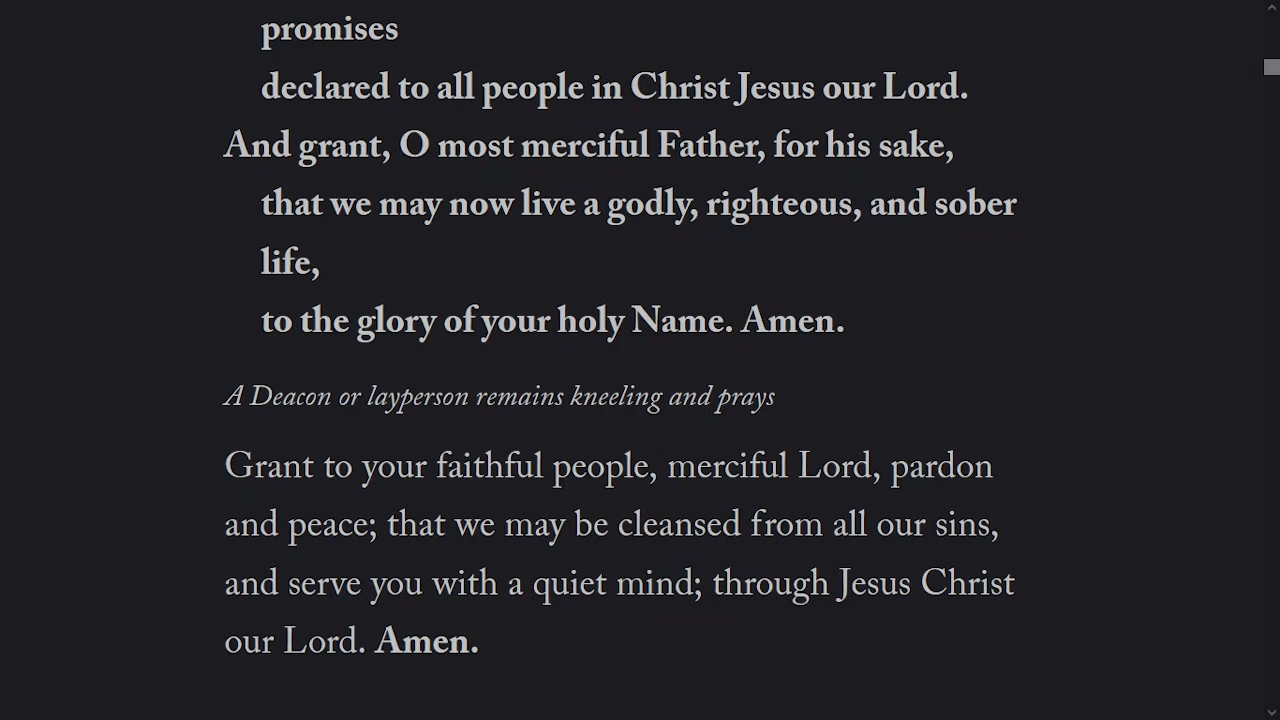 promises
declared to all people in Christ Jesus our Lord.
And grant, O most merciful Father, for his sake,
that we may now live a godly, righteous, and sober
life,
to the glory of your holy Name. Amen.
A Deacon or layperson remains kneeling and prays
Grant to your faithful people, merciful Lord, pardon
and peace; that we may be cleansed from all our sins,
and serve you with a quiet mind; through Jesus Christ
our Lord. Amen.